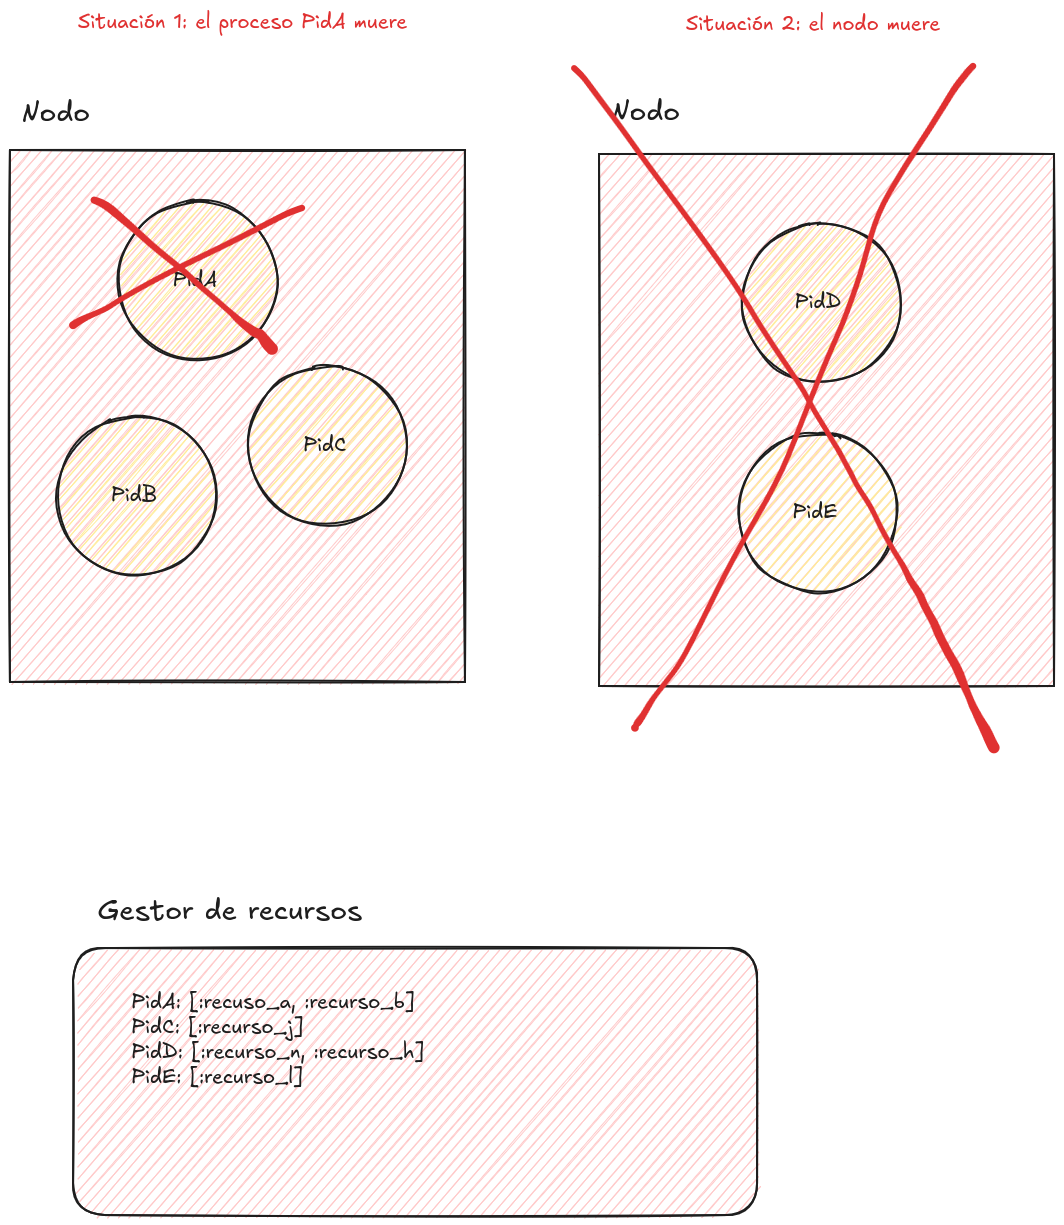 Situación 1: el proceso PidA muere
Situación 2: el nodo muere
Nodo
Nodo
PidA
PidC
PidB
PidD
PidE
Gestor de recursos
PidA: [:recuso_a, :recurso_b]
PidC: [:recurso_j]
PidD: [:recurso_n, :recurso_h]
PidE: [:recurso_l]